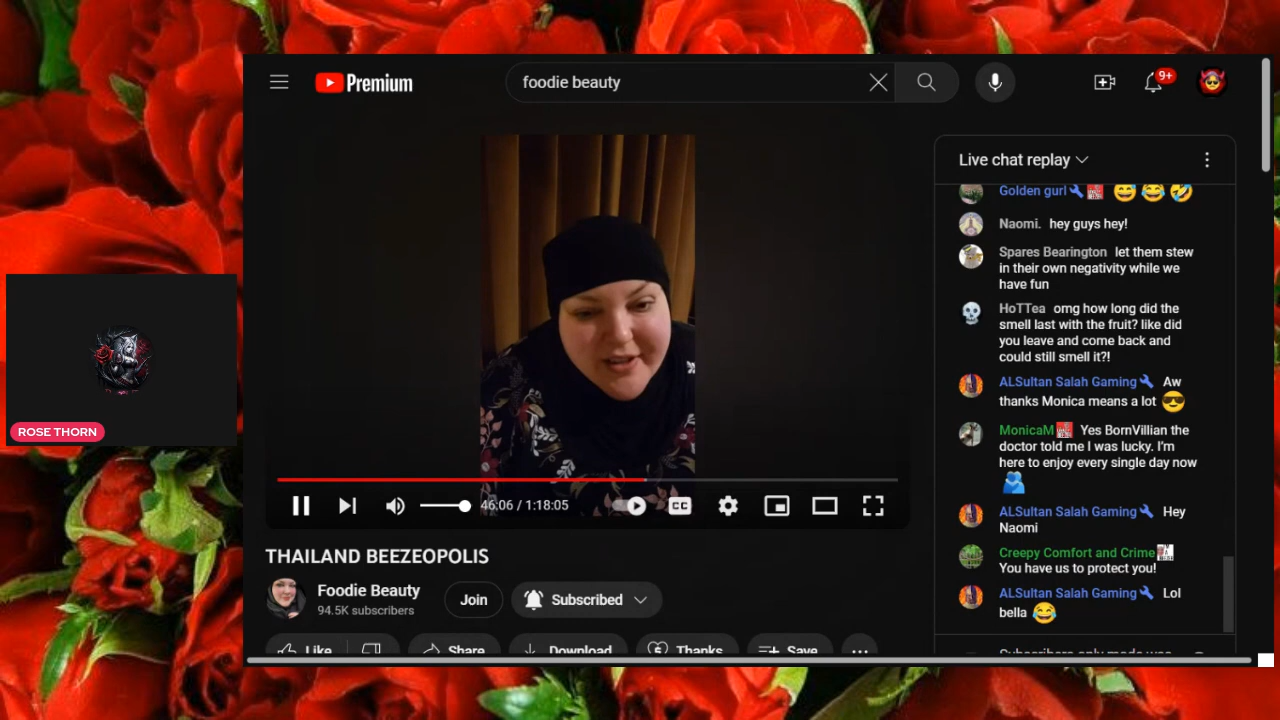 Premium
foodie beauty
9+
Live chat replay
Golden gurl
Naomi. hey guys hey!
Spares Bearington let them stew
in their own negativity while we
have fun
HoTTea omg how long did the
smell last with the fruit? like did
you leave and come back and
could still smell it?!
ALSultan Salah Gaming Aw
thanks Monica means a lot
MonicaM Yes BornVillian the
doctor told me I was lucky. I'm
here to enjoy every single day now
ALSultan Salah Gaming Hey
Naomi
Creepy Comfort and Crime
You have us to protect you!
ALSultan Salah Gaming Lol
bella
Subscribers-only mode was
ROSE THORN
46:06 / 1:18:05
CC
THAILAND BEEZEOPOLIS
Foodie Beauty
94.5K subscribers
Join
Subscribed
Like
Share
Download
Thanks
Save